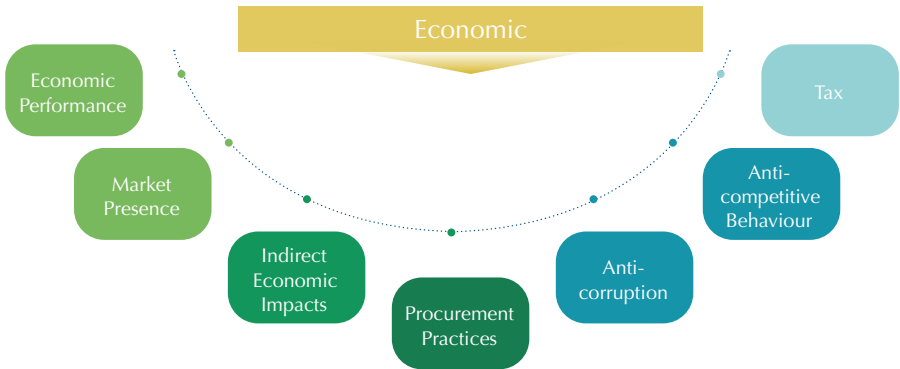 Economic
Economic
Performance
Market
Presence
Indirect
Economic
Impacts
Procurement
Practices
Anti-
corruption
Anti-
competitive
Behaviour
Tax